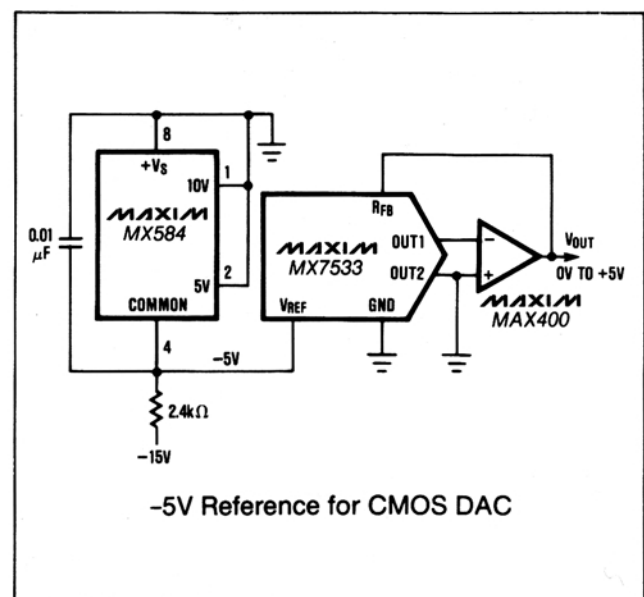 8
+VS
1
10V
MAXIM
MX584
0.01
μF
2
5V
COMMON
4
-5V
2.4kΩ
-15V
RFB
OUT1
MAXIM
MX7533
OUT2
VREF
GND
-
+
VOUT
0V TO +5V
MAXIM
MAX400
-5V Reference for CMOS DAC